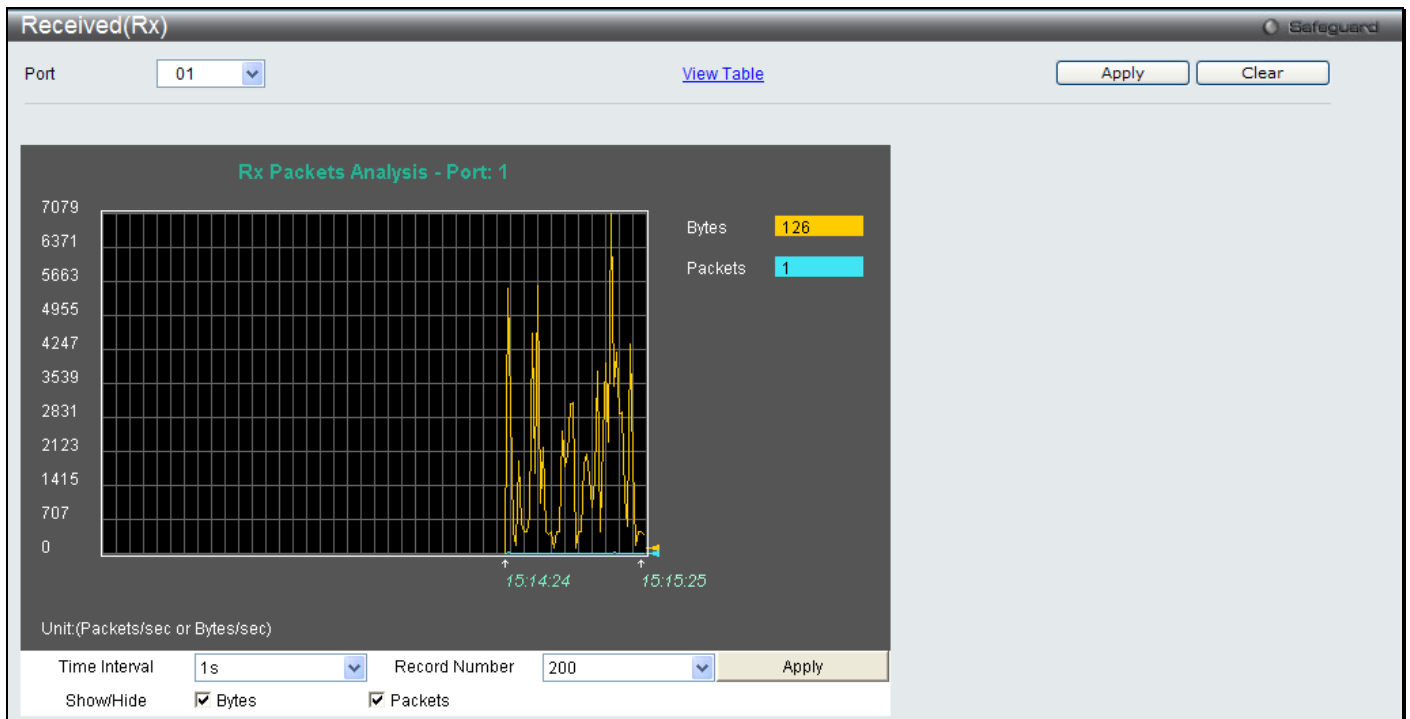 Received(Rx)
Safeguard
Port 01 View Table Apply Clear
Rx Packets Analysis - Port: 1
7079
6371
5663
4955
4247
3539
2831
2123
1415
707
0
Bytes 126
Packets 1
15:14:24 15:15:25
Unit:(Packets/sec or Bytes/sec)
Time Interval 1s Record Number 200 Apply
Show/Hide Bytes Packets